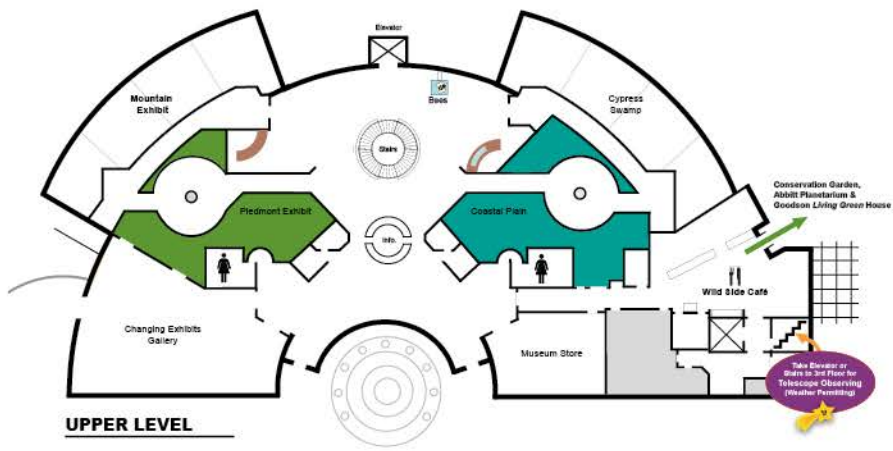 Elevator
Bees
Mountain
Exhibit
Cypress
Swamp
Stairs
Conservation Garden,
Abbitt Planetarium &
Goodson Living Green House
Piedmont Exhibit
Coastal Plain
Info.
Wild Side Café
Changing Exhibits
Gallery
Museum Store
Take Elevator or
Stairs to 3rd Floor for
Telescope Observing
(Weather Permitting)
UPPER LEVEL